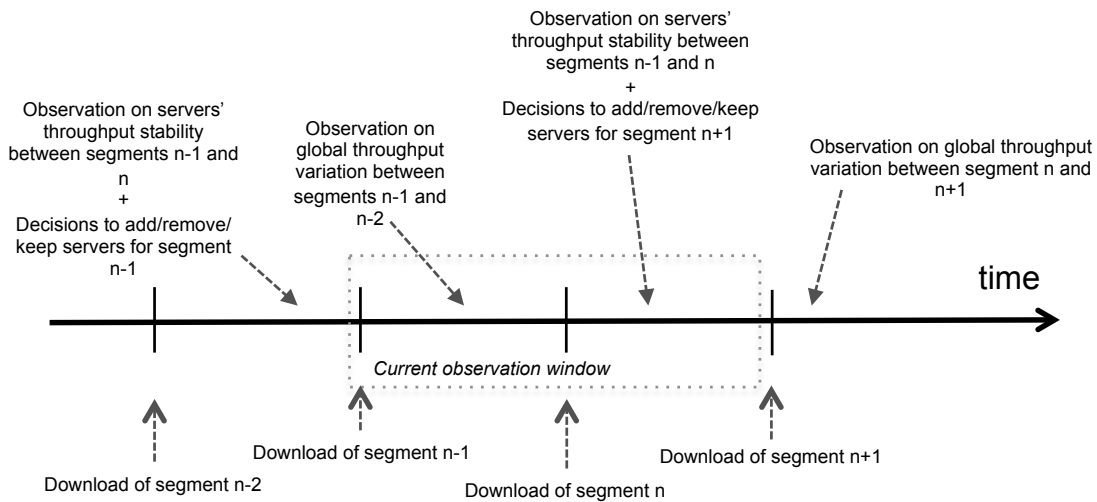 Observation on servers’
throughput stability
between segments n-1 and
n
+
Decisions to add/remove/
keep servers for segment
n-1
Observation on
global throughput
variation between
segments n-1 and
n-2
Observation on servers’
throughput stability between
segments n-1 and n
+
Decisions to add/remove/keep
servers for segment n+1
Observation on global throughput
variation between segment n and
n+1
time
Current observation window
Download of segment n-2
Download of segment n-1
Download of segment n
Download of segment n+1